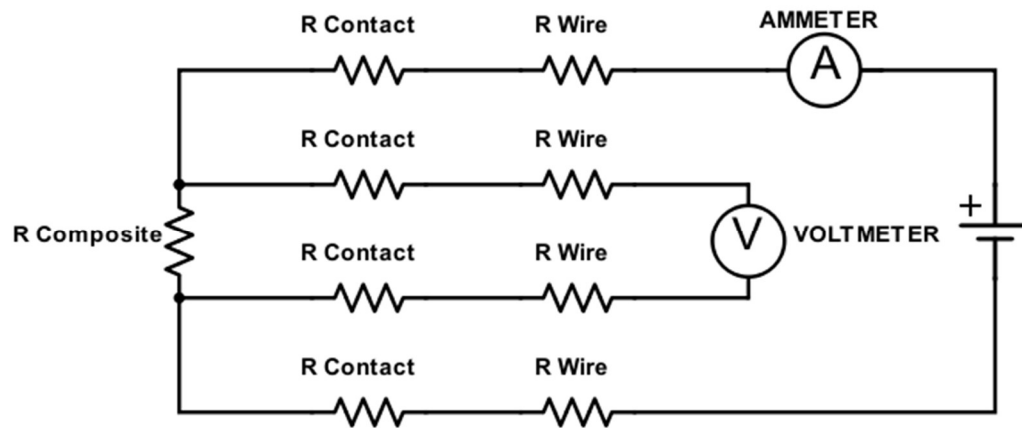 AMMETER
R Contact R Wire
A
R Contact R Wire
+
R Composite V VOLTMETER
R Contact R Wire
R Contact R Wire